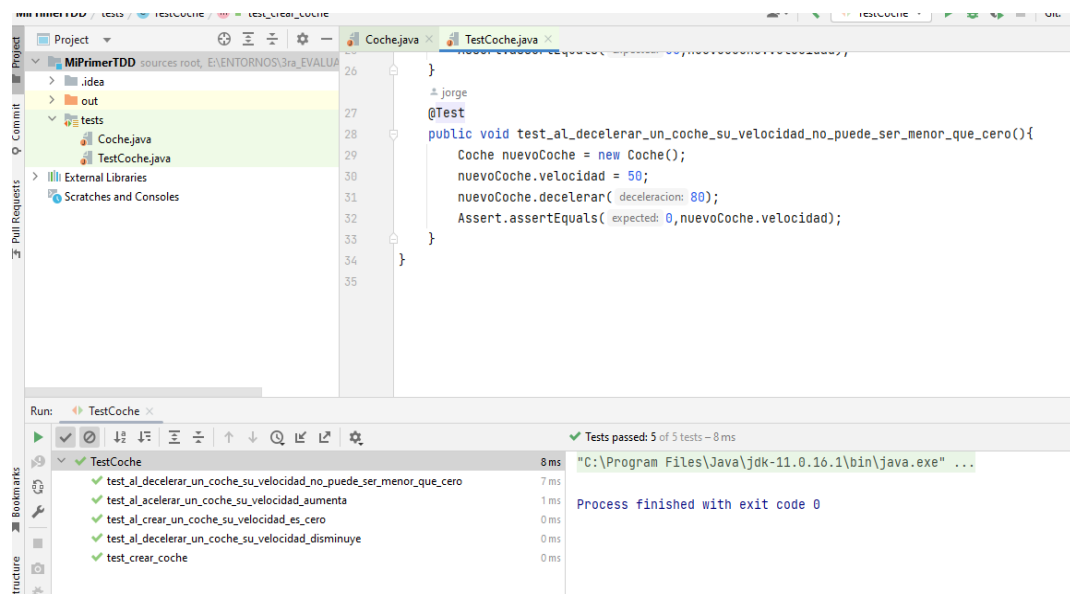 MiPrimerTDD / tests / TestCoche / test_crear_coche
TestCoche
Git:
Project
Coche.java
TestCoche.java
MiPrimerTDD sources root, E:\ENTORNOS\3ra_EVALUA
.idea
out
tests
Coche.java
TestCoche.java
External Libraries
Scratches and Consoles
Project
Commit
Pull Requests
Bookmarks
tructure
26 }
jorge
27 @Test
28 public void test_al_decelerar_un_coche_su_velocidad_no_puede_ser_menor_que_cero(){
29 Coche nuevoCoche = new Coche();
30 nuevoCoche.velocidad = 50;
31 nuevoCoche.decelerar( deceleracion: 80);
32 Assert.assertEquals( expected: 0,nuevoCoche.velocidad);
33 }
34 }
35
Run: TestCoche
Tests passed: 5 of 5 tests – 8 ms
TestCoche 8 ms
test_al_decelerar_un_coche_su_velocidad_no_puede_ser_menor_que_cero 7 ms
test_al_acelerar_un_coche_su_velocidad_aumenta 1 ms
test_al_crear_un_coche_su_velocidad_es_cero 0 ms
test_al_decelerar_un_coche_su_velocidad_disminuye 0 ms
test_crear_coche 0 ms
"C:\Program Files\Java\jdk-11.0.16.1\bin\java.exe" ...
Process finished with exit code 0